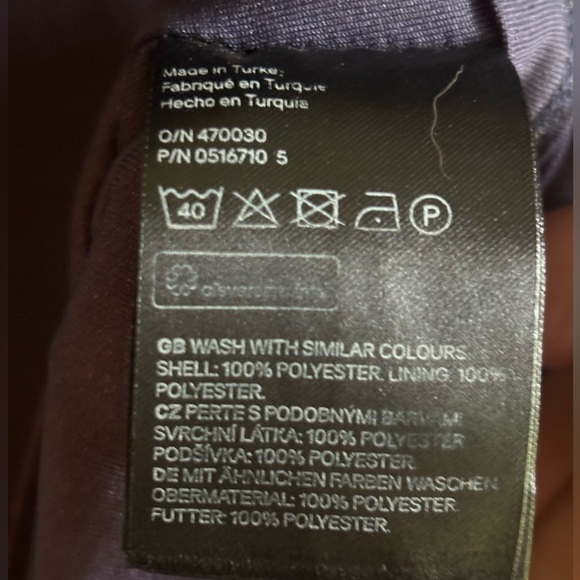 Made in Turkey
Fabriqué en Turquie
Hecho en Turquía
O/N 470030
P/N 0516710 5
40
P
GB WASH WITH SIMILAR COLOURS
SHELL: 100% POLYESTER. LINING: 100%
POLYESTER.
CZ PERTE S PODOBNÝMI BARVAMI
SVRCHNÍ LÁTKA: 100% POLYESTER
PODŠÍVKA: 100% POLYESTER.
DE MIT ÄHNLICHEN FARBEN WASCHEN
OBERMATERIAL: 100% POLYESTER.
FUTTER: 100% POLYESTER.